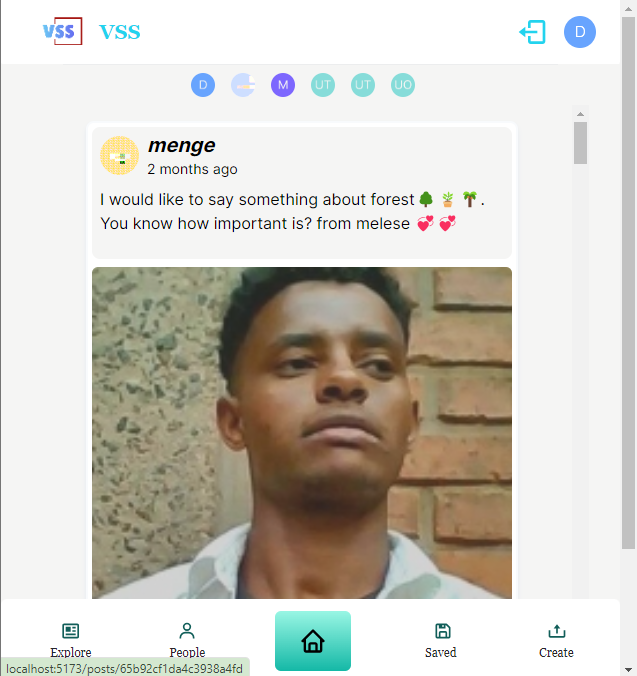 VSS VSS D
D M UT UT UO
menge
2 months ago
I would like to say something about forest🌳 🪴 🌴.
You know how important is? from melese 💞 💞
Explore People Saved Create
localhost:5173/posts/65b92cf1da4c3938a4fd